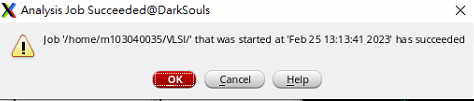 Analysis Job Succeeded@DarkSouls
Job '/home/m103040035/VLSI/' that was started at 'Feb 25 13:13:41 2023' has succeeded
OK
Cancel
Help